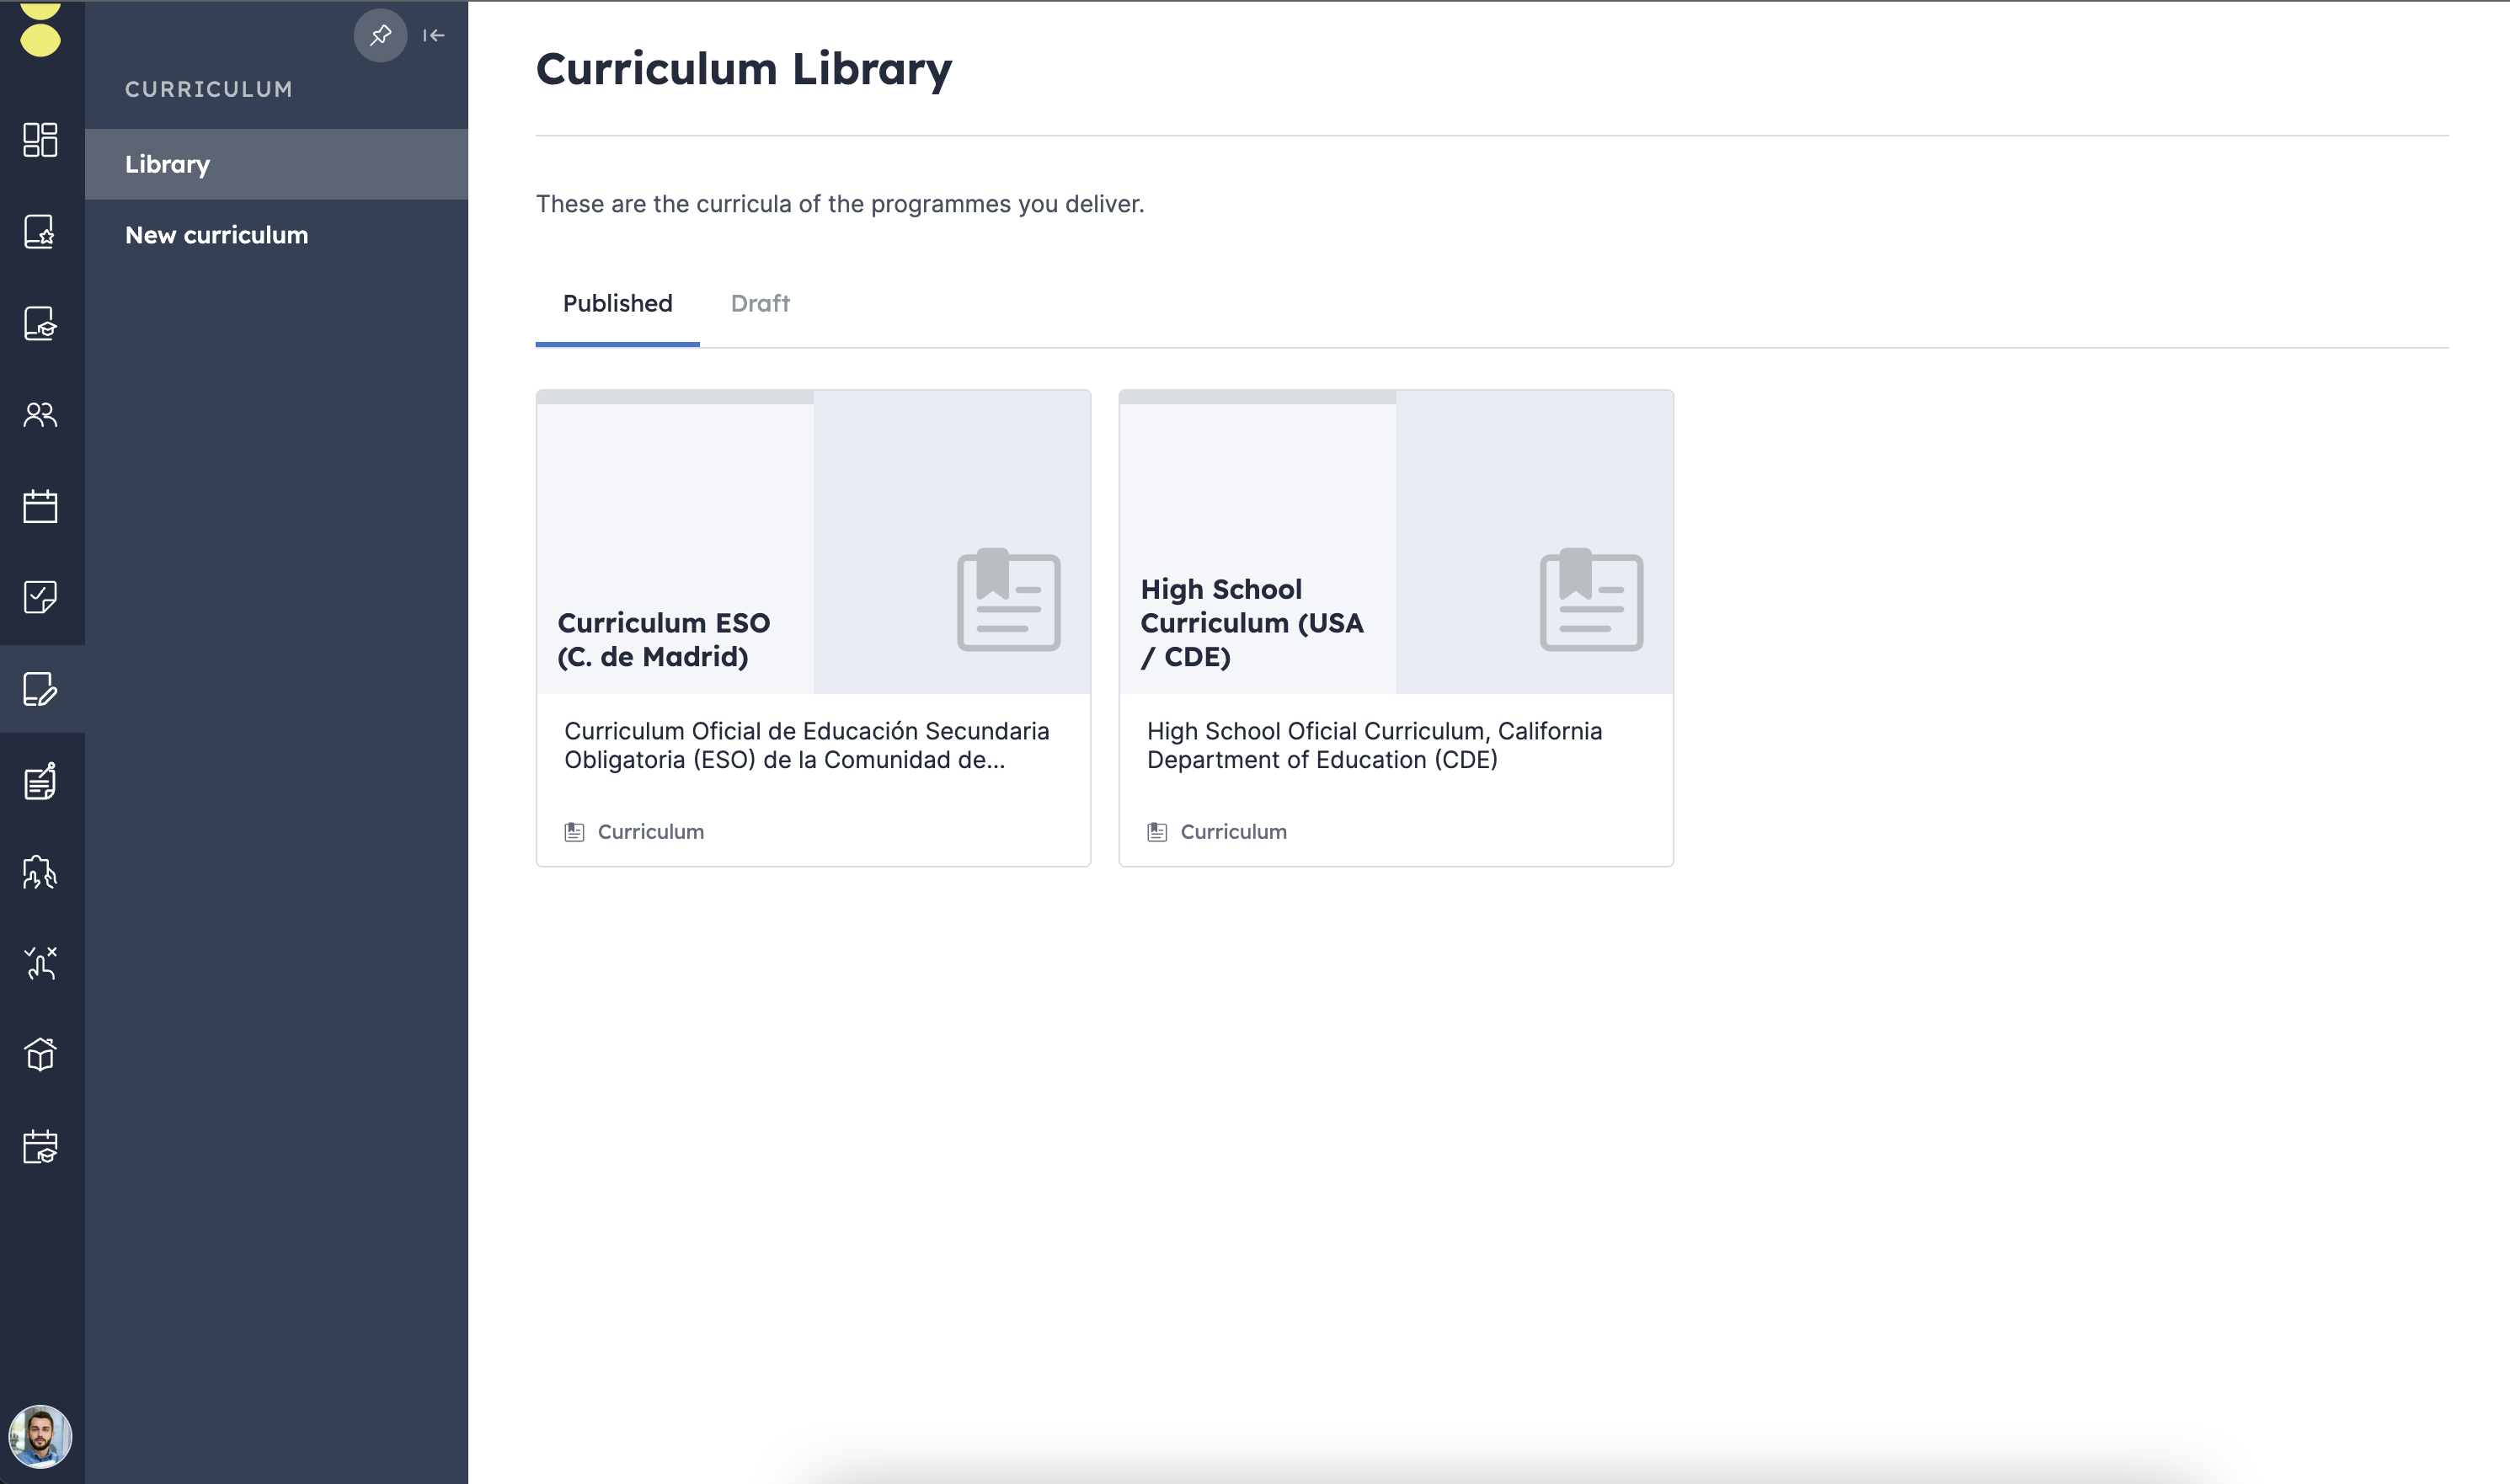 CURRICULUM
Library
New curriculum
Curriculum Library
These are the curricula of the programmes you deliver.
Published
Draft
Curriculum ESO
(C. de Madrid)
Curriculum Oficial de Educación Secundaria
Obligatoria (ESO) de la Comunidad de...
Curriculum
High School
Curriculum (USA
/ CDE)
High School Oficial Curriculum, California
Department of Education (CDE)
Curriculum